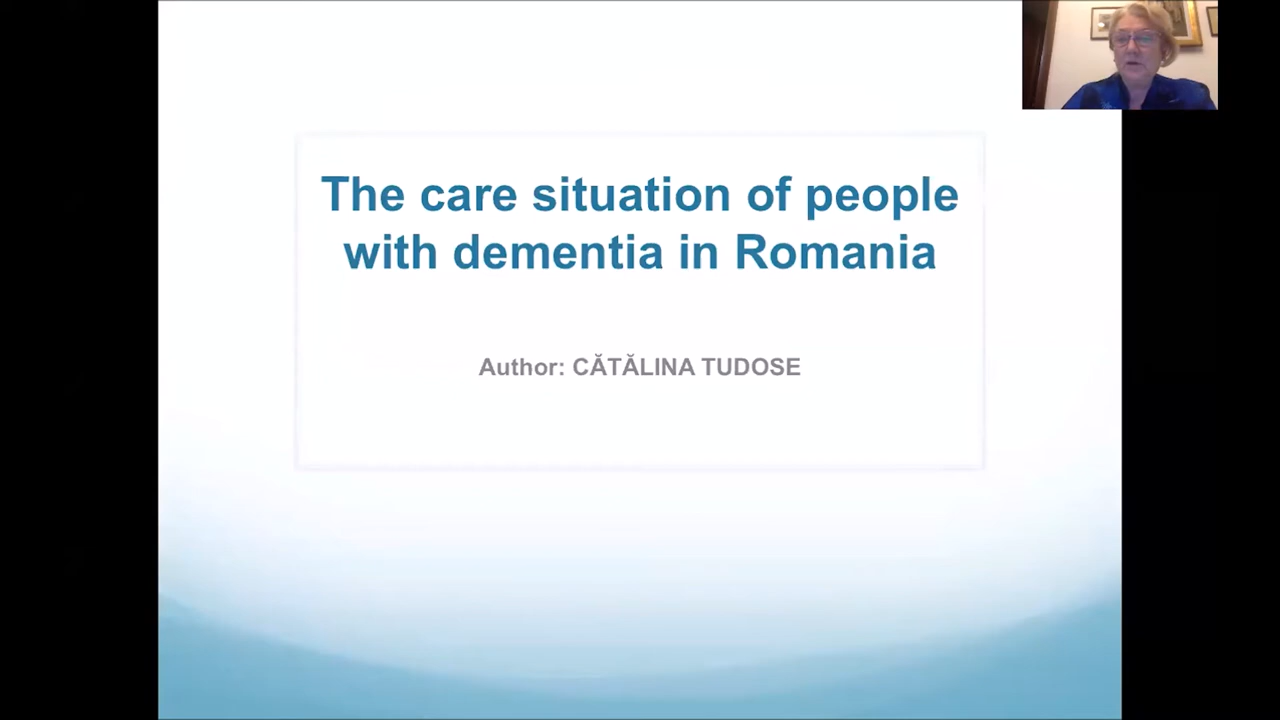 The care situation of people
with dementia in Romania
Author: CĂTĂLINA TUDOSE